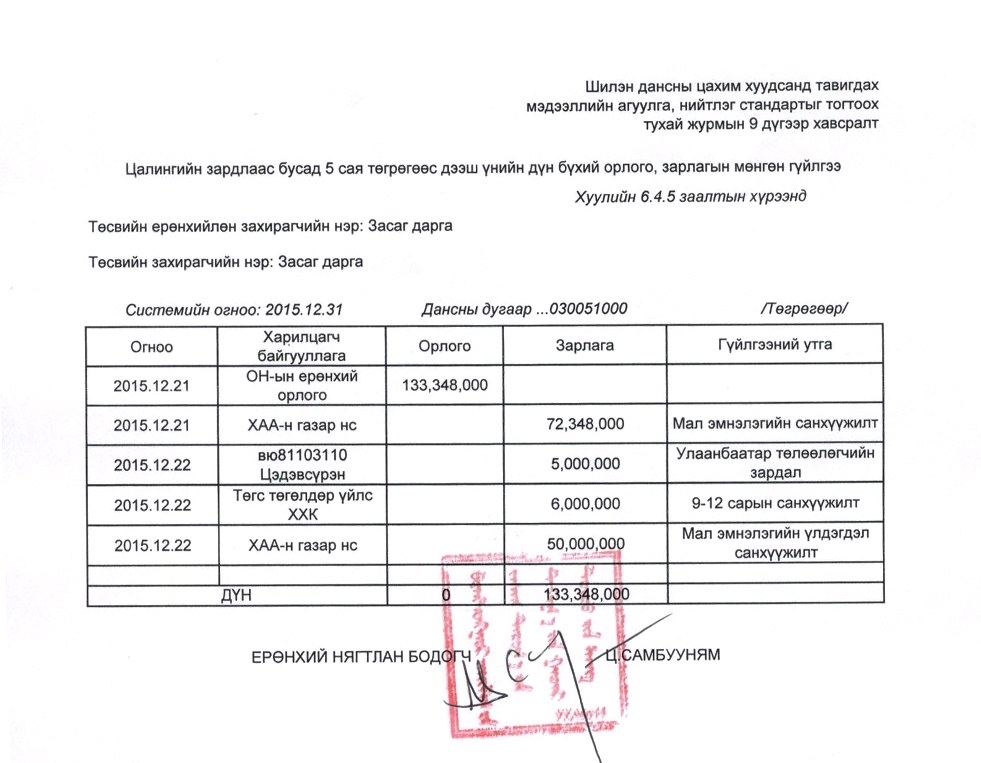 Шилэн дансны цахим хуудсанд тавигдах
мэдээллийн агуулга, нийтлэг стандартыг тогтоох
тухай журмын 9 дүгээр хавсралт
Цалингийн зардлаас бусад 5 сая төгрөгөөс дээш үнийн дүн бүхий орлого, зарлагын мөнгөн гүйлгээ
Хуулийн 6.4.5 заалтын хүрээнд
Төсвийн ерөнхийлөн захирагчийн нэр: Засаг дарга
Төсвийн захирагчийн нэр: Засаг дарга
Системийн огноо: 2015.12.31 Дансны дугаар ...030051000 /Төгрөгөөр/
Огноо Харилцагч байгууллага Орлого Зарлага Гүйлгээний утга
2015.12.21 ОН-ын ерөнхий орлого 133,348,000
2015.12.21 ХАА-н газар нс 72,348,000 Мал эмнэлэгийн санхүүжилт
2015.12.22 вю81103110 Цэдэвсүрэн 5,000,000 Улаанбаатар төлөөлөгчийн зардал
2015.12.22 Төгс төгөлдөр үйлс ХХК 6,000,000 9-12 сарын санхүүжилт
2015.12.22 ХАА-н газар нс 50,000,000 Мал эмнэлэгийн үлдэгдэл санхүүжилт
ДҮН 0 133,348,000
ЕРӨНХИЙ НЯГТЛАН БОДОГЧ Ц.САМБУУНЯМ